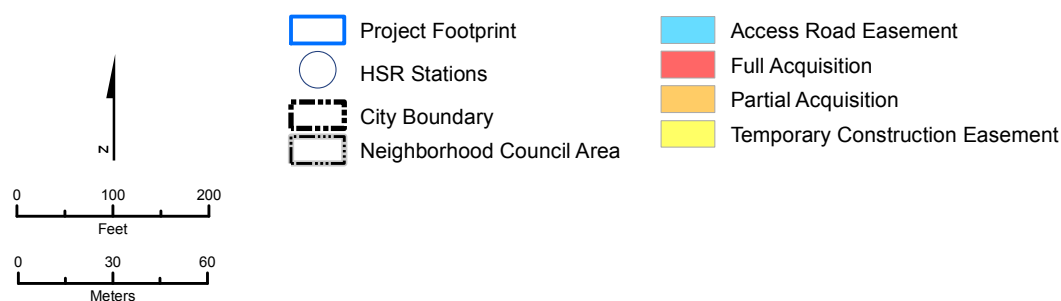 Project Footprint
HSR Stations
City Boundary
Neighborhood Council Area
Access Road Easement
Full Acquisition
Partial Acquisition
Temporary Construction Easement
N
0 100 200
Feet
0 30 60
Meters